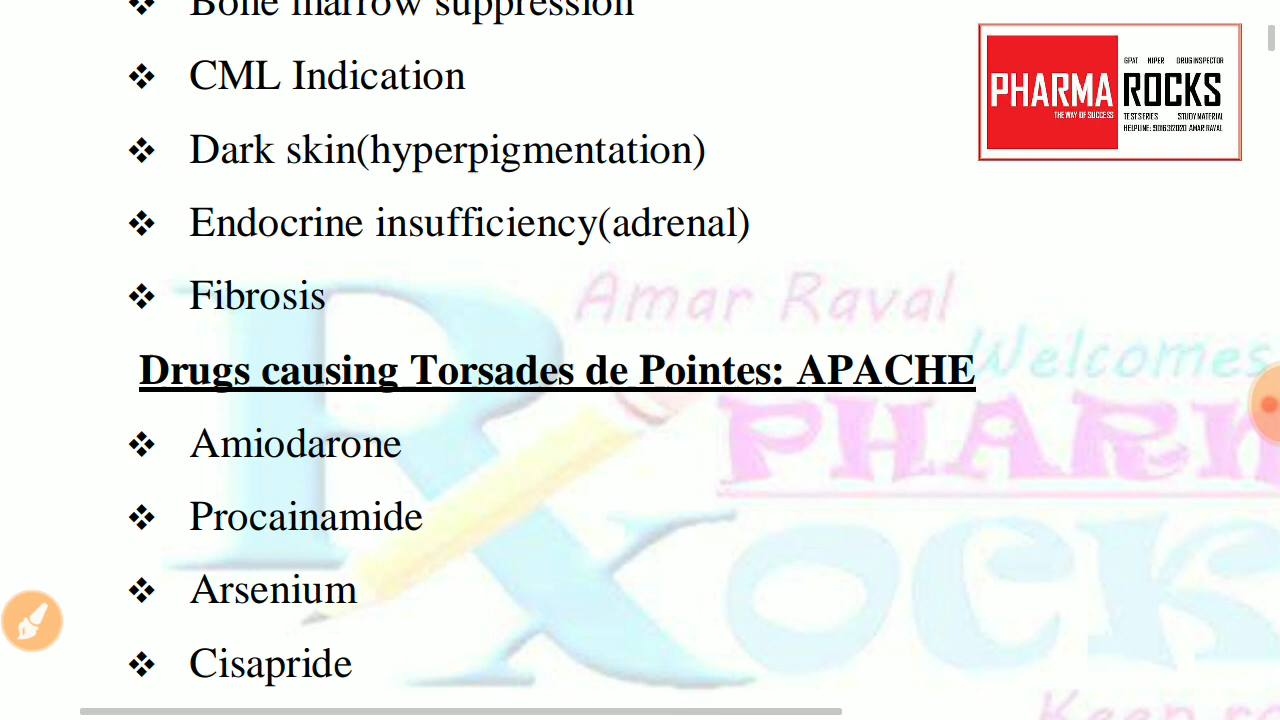 Bone marrow suppression
CML Indication
Dark skin(hyperpigmentation)
Endocrine insufficiency(adrenal)
Fibrosis
Drugs causing Torsades de Pointes: APACHE
Amiodarone
Procainamide
Arsenium
Cisapride
PHARMA ROCKS
THE WAY OF SUCCESS
GPAT NIPER DRUG INSPECTOR
TEST SERIES STUDY MATERIAL
Amar Raval
Welcomes